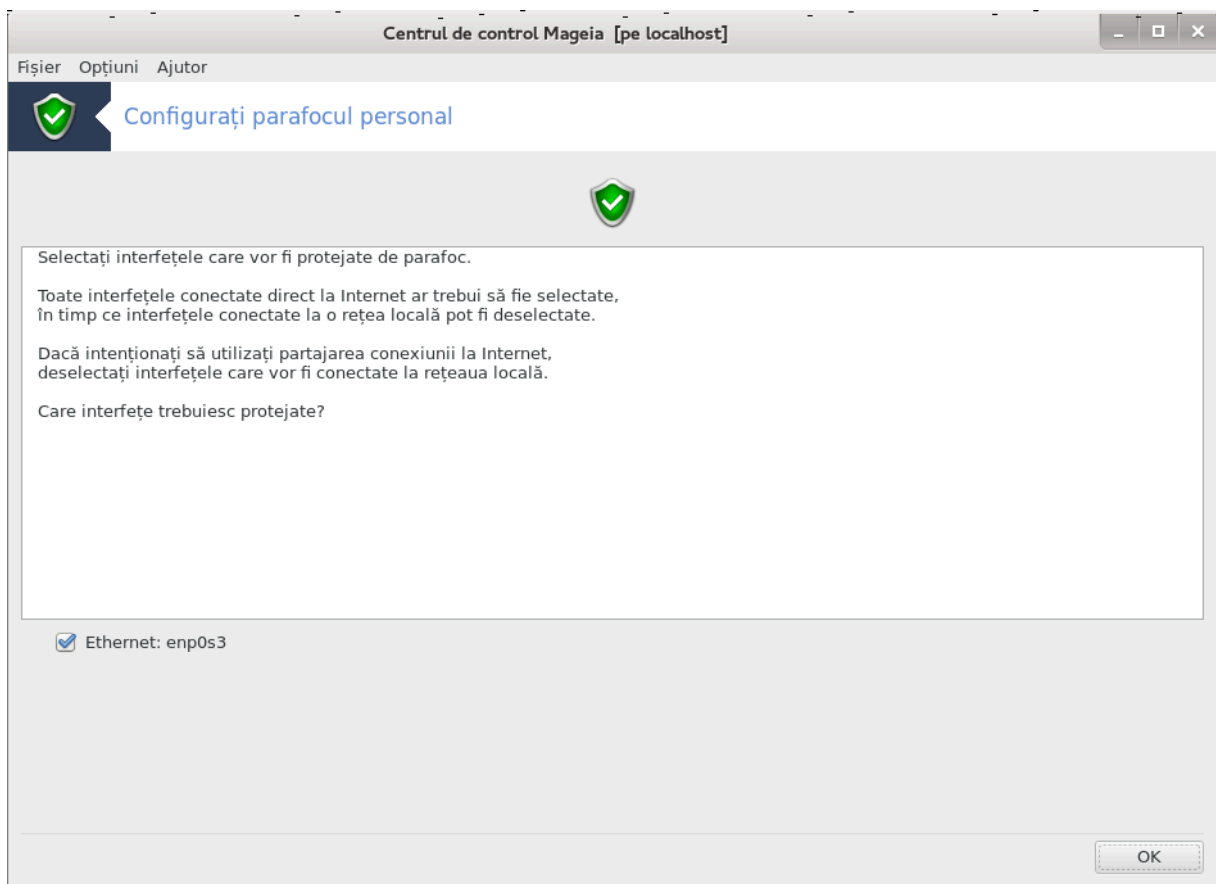 Centrul de control Mageia [pe localhost]
Fișier Opțiuni Ajutor
Configurați parafocul personal
Selectați interfețele care vor fi protejate de parafoc.
Toate interfețele conectate direct la Internet ar trebui să fie selectate,
în timp ce interfețele conectate la o rețea locală pot fi deselectate.
Dacă intenționați să utilizați partajarea conexiunii la Internet,
deselectați interfețele care vor fi conectate la rețeaua locală.
Care interfețe trebuiesc protejate?
Ethernet: enp0s3
OK